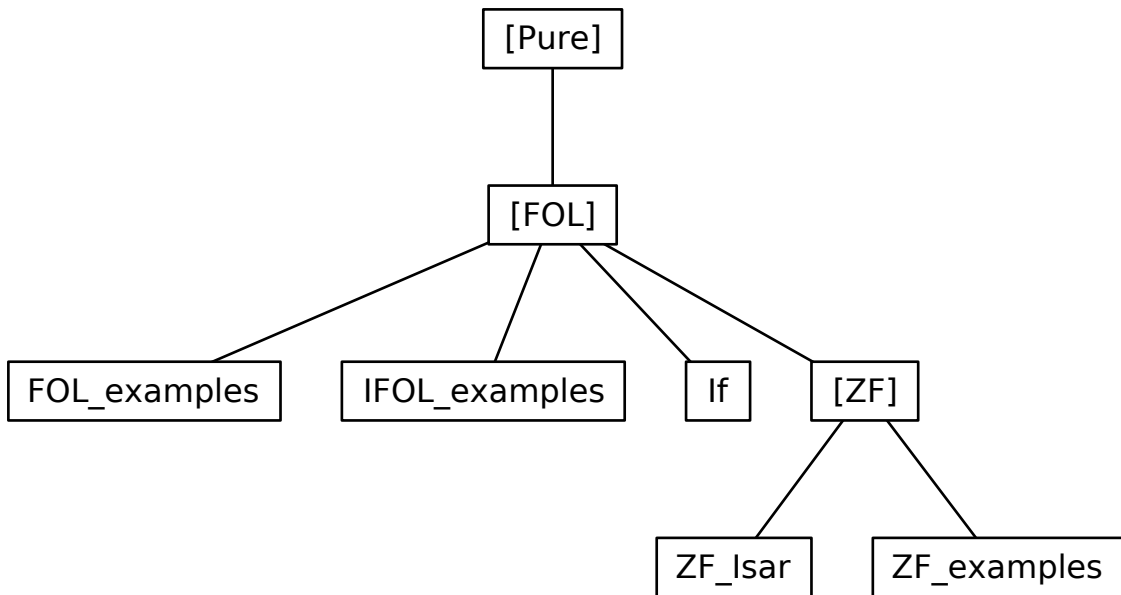 [Pure]
[FOL]
FOL_examples
IFOL_examples
If
[ZF]
ZF_Isar
ZF_examples